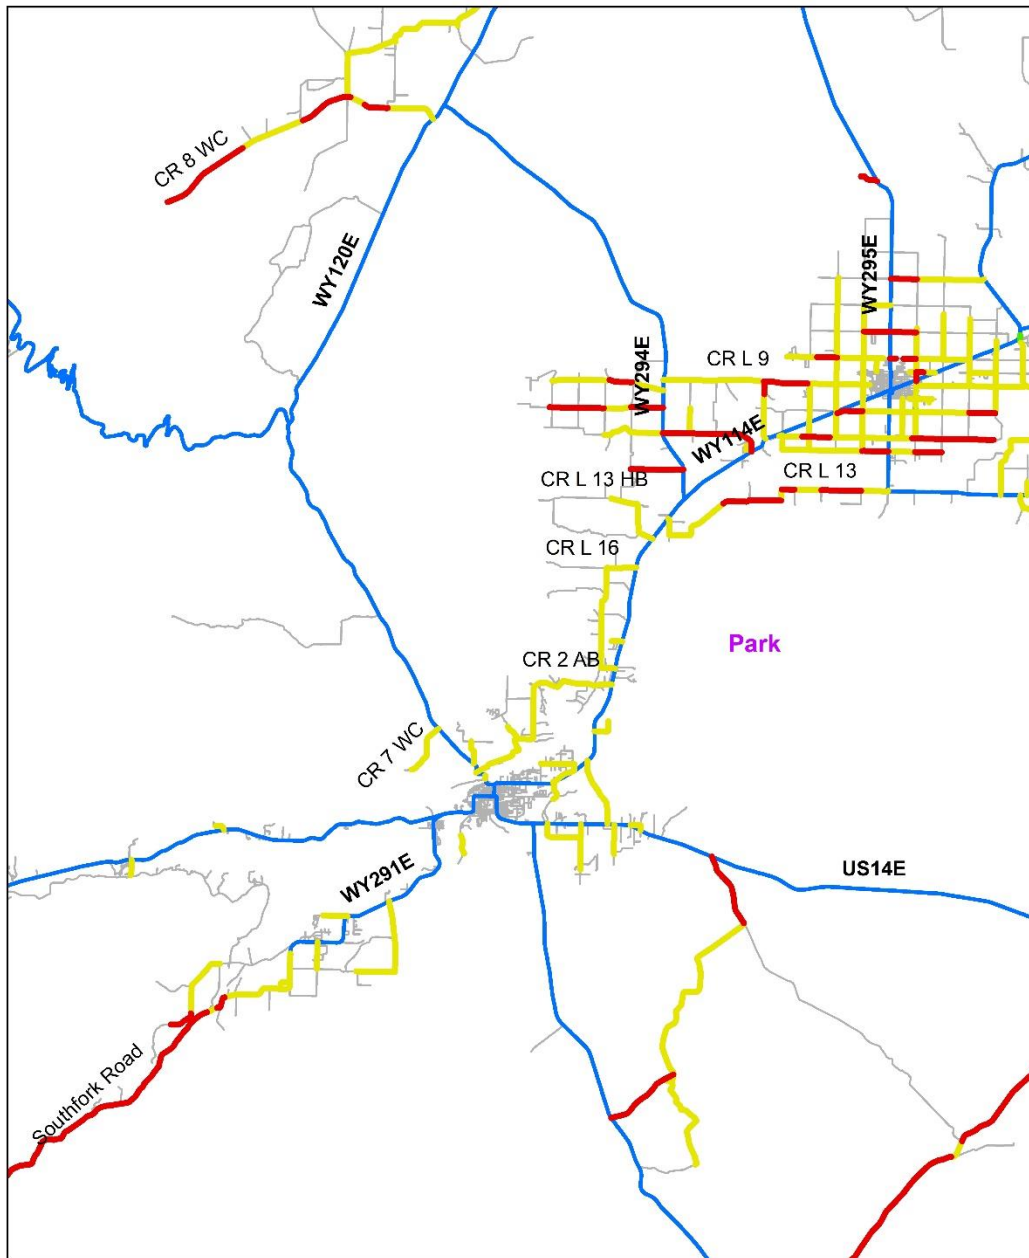 CR 8 WC
WY120E
WY295E
WY294E
CR L 9
WY114E
CR L 13 HB
CR L 13
CR L 16
Park
CR 2 AB
CR 7 WC
WY291E
US14E
Southfork Road